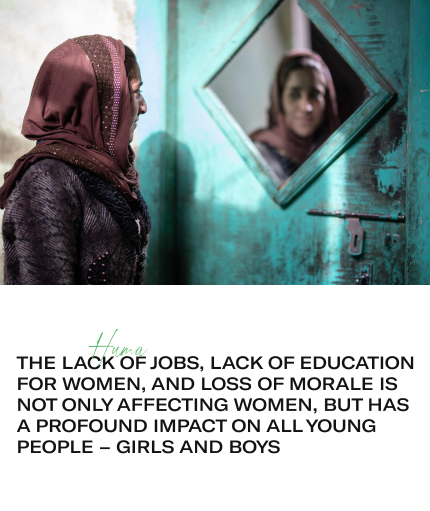 Huma
THE LACK OF JOBS, LACK OF EDUCATION
FOR WOMEN, AND LOSS OF MORALE IS
NOT ONLY AFFECTING WOMEN, BUT HAS
A PROFOUND IMPACT ON ALL YOUNG
PEOPLE – GIRLS AND BOYS